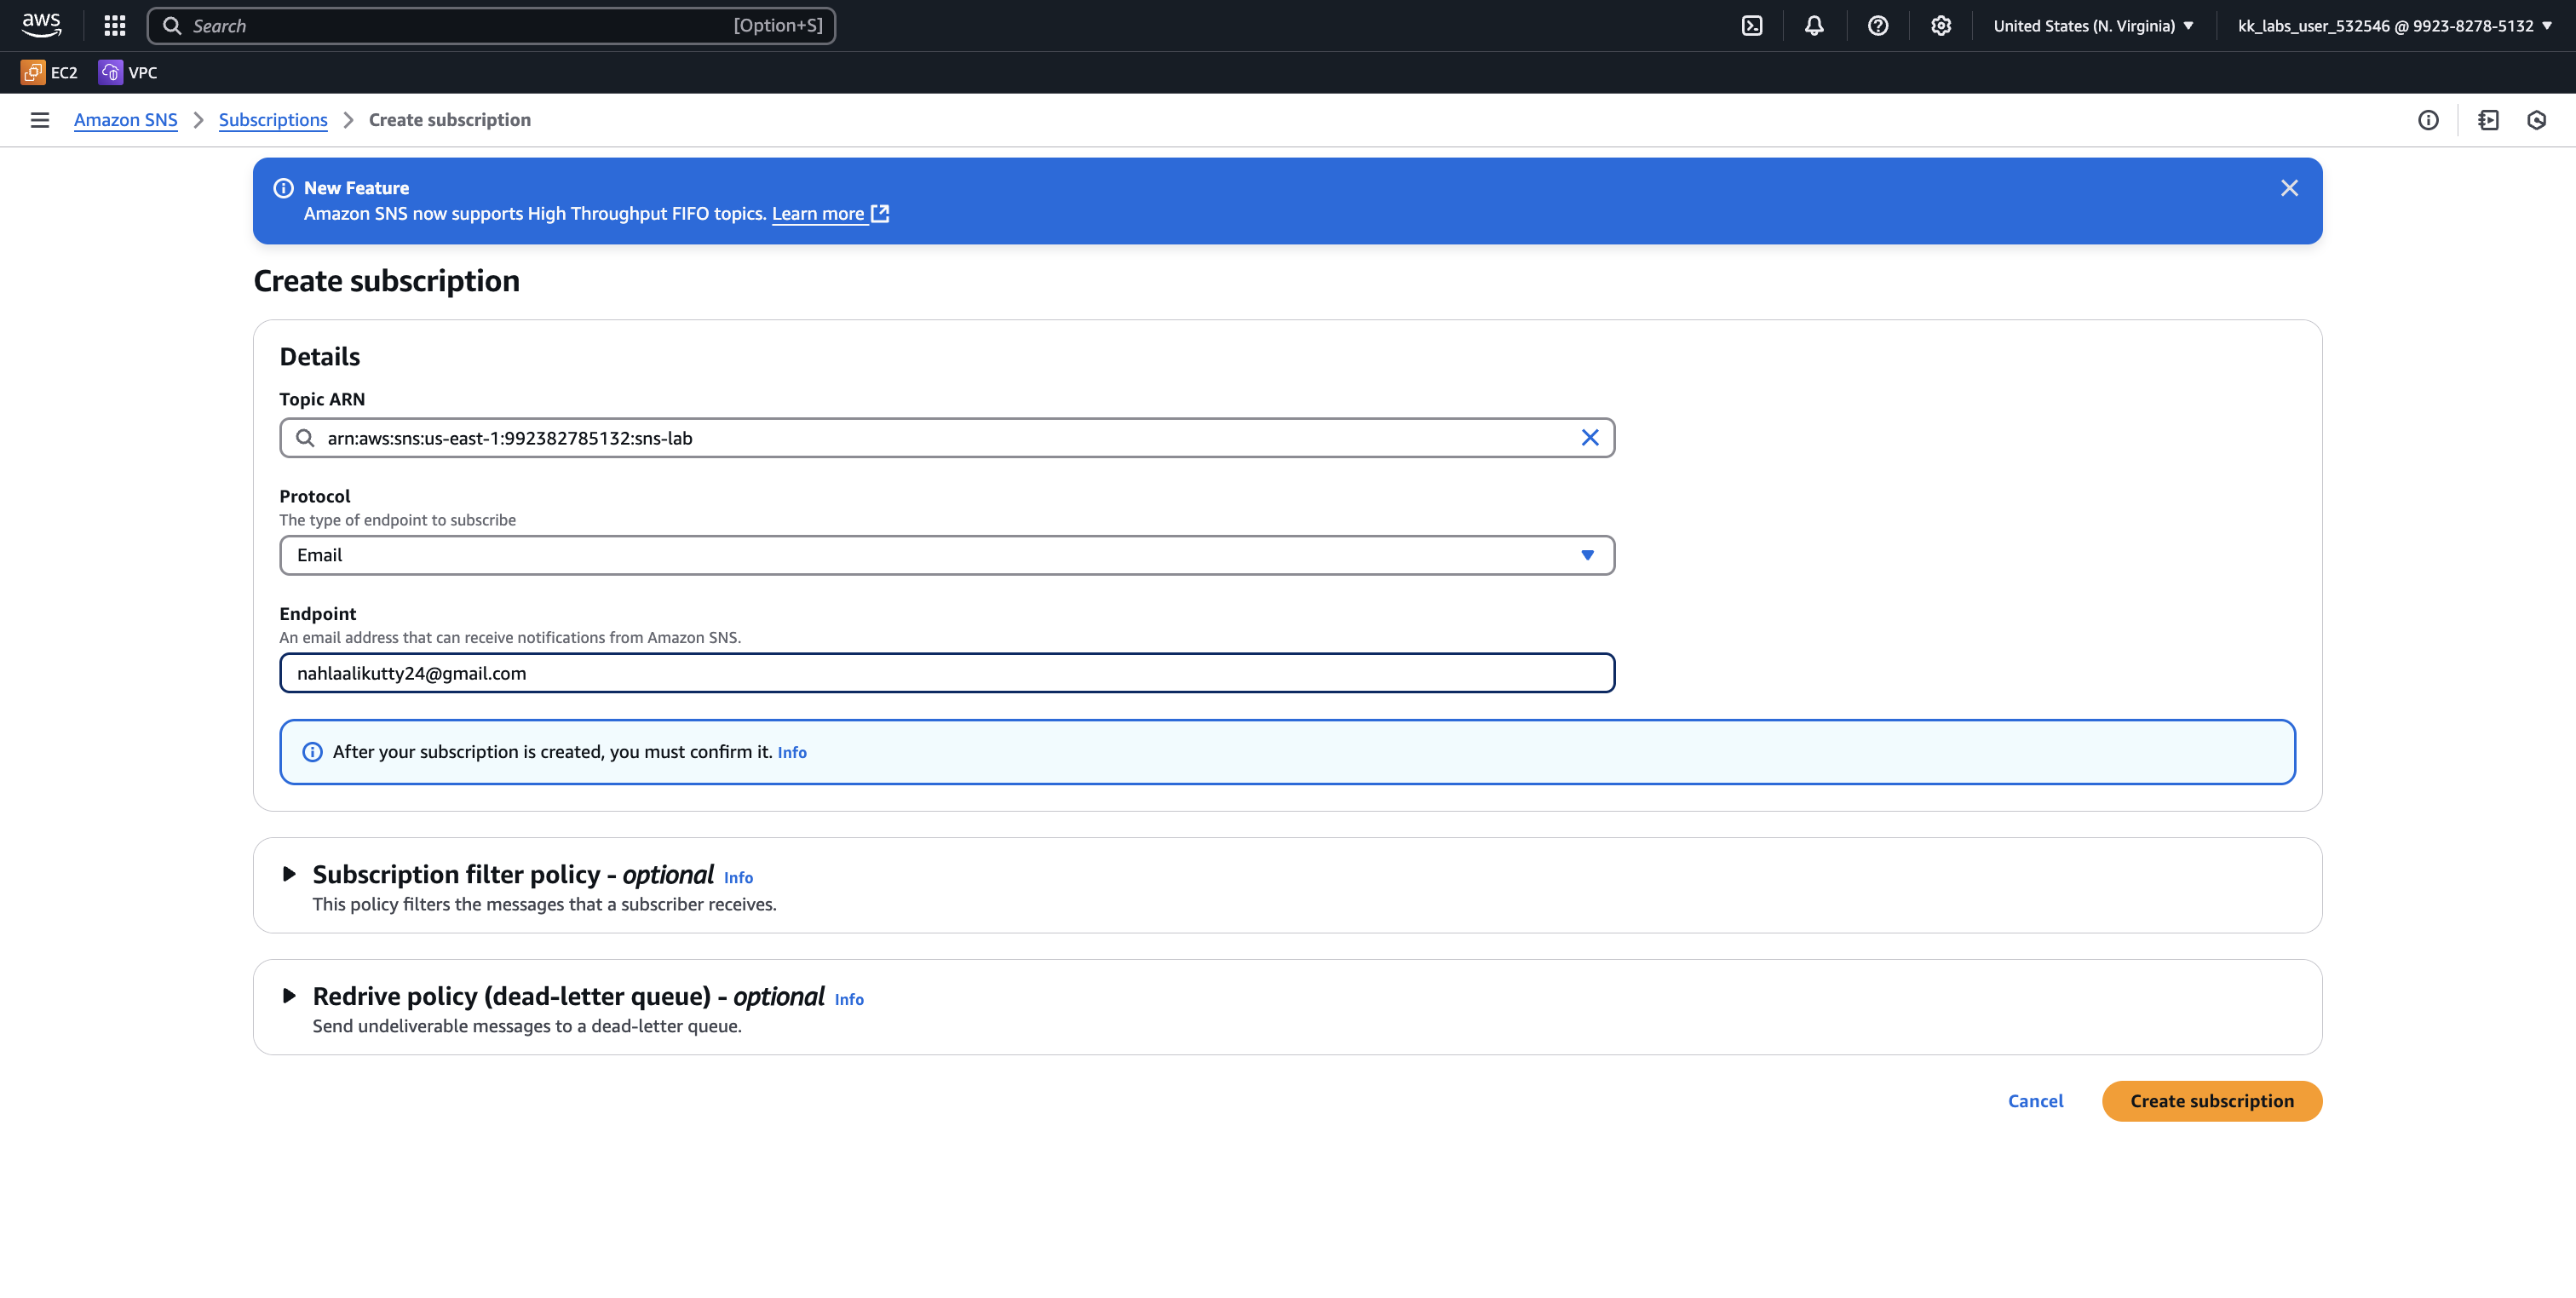 aws
Search
[Option+S]
United States (N. Virginia)
kk_labs_user_532546 @ 9923-8278-5132
EC2
VPC
Amazon SNS
Subscriptions
Create subscription
New Feature
Amazon SNS now supports High Throughput FIFO topics. Learn more
Create subscription
Details
Topic ARN
arn:aws:sns:us-east-1:992382785132:sns-lab
Protocol
The type of endpoint to subscribe
Email
Endpoint
An email address that can receive notifications from Amazon SNS.
nahlaalikutty24@gmail.com
After your subscription is created, you must confirm it. Info
Subscription filter policy - optional Info
This policy filters the messages that a subscriber receives.
Redrive policy (dead-letter queue) - optional Info
Send undeliverable messages to a dead-letter queue.
Cancel
Create subscription